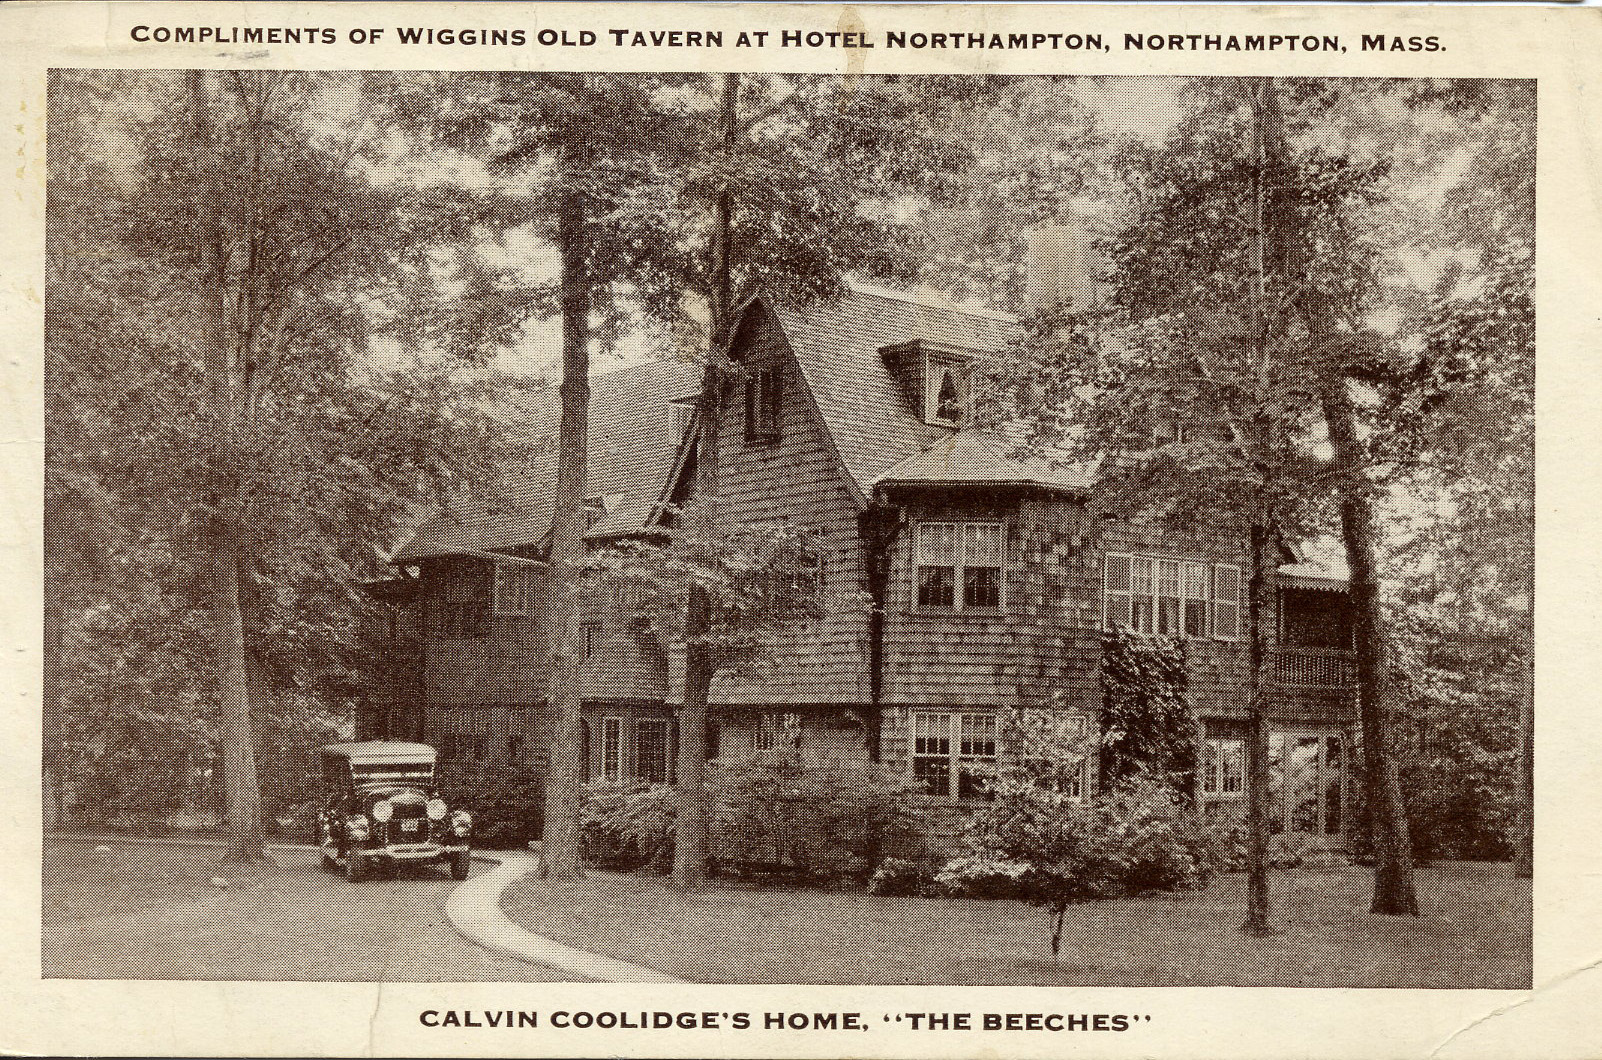 COMPLIMENTS OF WIGGINS OLD TAVERN AT HOTEL NORTHAMPTON, NORTHAMPTON, MASS.
CALVIN COOLIDGE'S HOME, "THE BEECHES"